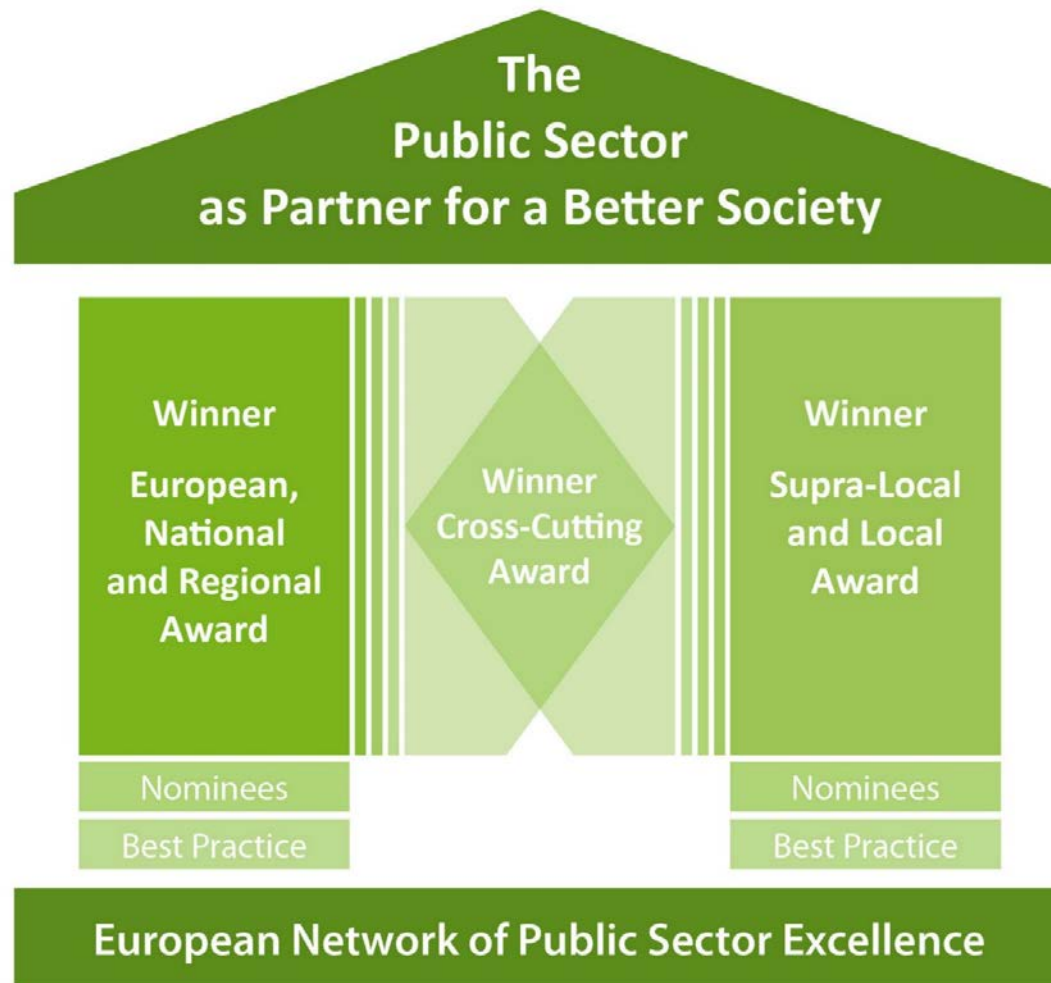 The
Public Sector
as Partner for a Better Society
Winner
European,
National
and Regional
Award
Nominees
Best Practice
Winner
Cross-Cutting
Award
Winner
Supra-Local
and Local
Award
Nominees
Best Practice
European Network of Public Sector Excellence